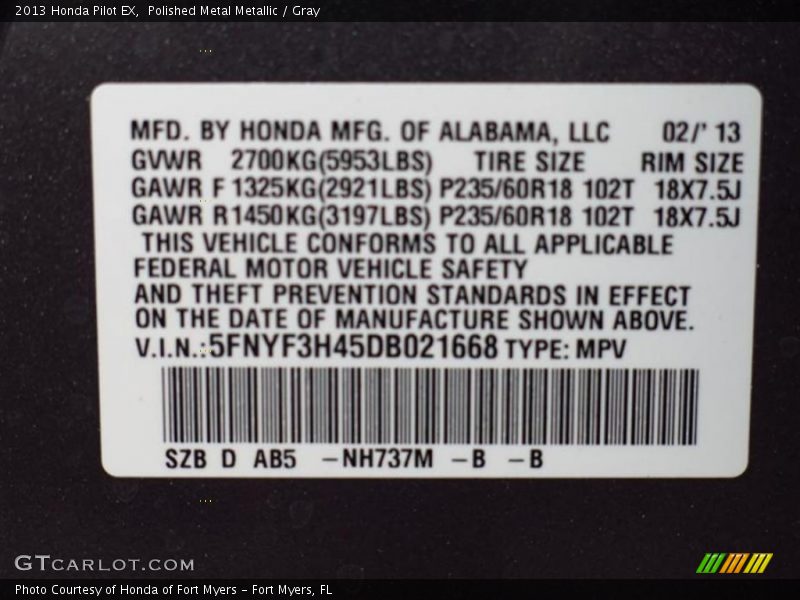 2013 Honda Pilot EX,  Polished Metal Metallic / Gray
MFD. BY HONDA MFG. OF ALABAMA, LLC 02/' 13
GVWR 2700KG(5953LBS) TIRE SIZE RIM SIZE
GAWR F 1325KG(2921LBS) P235/60R18 102T 18X7.5J
GAWR R1450KG(3197LBS) P235/60R18 102T 18X7.5J
THIS VEHICLE CONFORMS TO ALL APPLICABLE
FEDERAL MOTOR VEHICLE SAFETY
AND THEFT PREVENTION STANDARDS IN EFFECT
ON THE DATE OF MANUFACTURE SHOWN ABOVE.
V.I.N.:5FNYF3H45DB021668 TYPE: MPV
SZB D AB5 –NH737M –B –B
GTCARLOT.COM
Photo Courtesy of Honda of Fort Myers – Fort Myers, FL